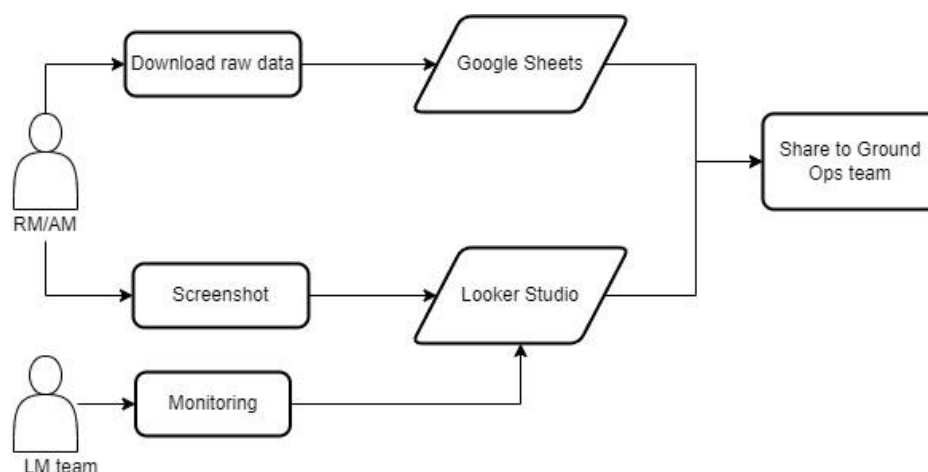 Download raw data
Google Sheets
Share to Ground
Ops team
RM/AM
Screenshot
Looker Studio
Monitoring
LM team